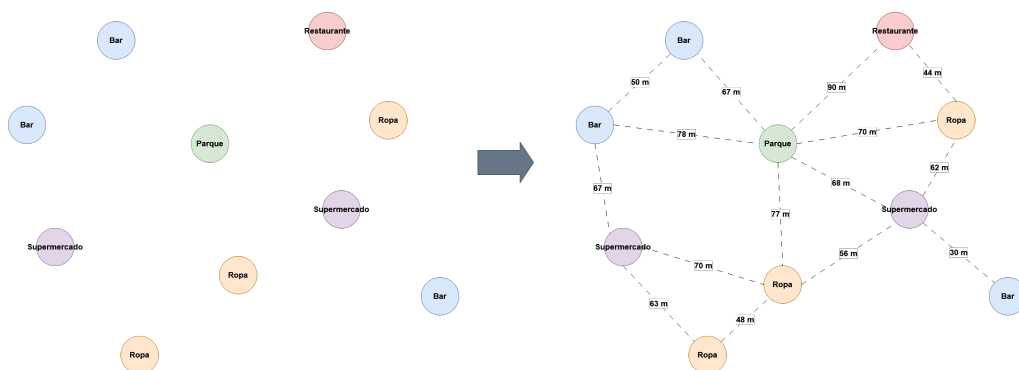 Bar
Restaurante
Bar
Ropa
Parque
Supermercado
Supermercado
Ropa
Bar
Ropa
Restaurante
Bar
44 m
50 m
90 m
67 m
Ropa
Bar
70 m
78 m
Parque
62 m
68 m
67 m
Supermercado
77 m
Supermercado
56 m
30 m
70 m
Ropa
Bar
63 m
48 m
Ropa